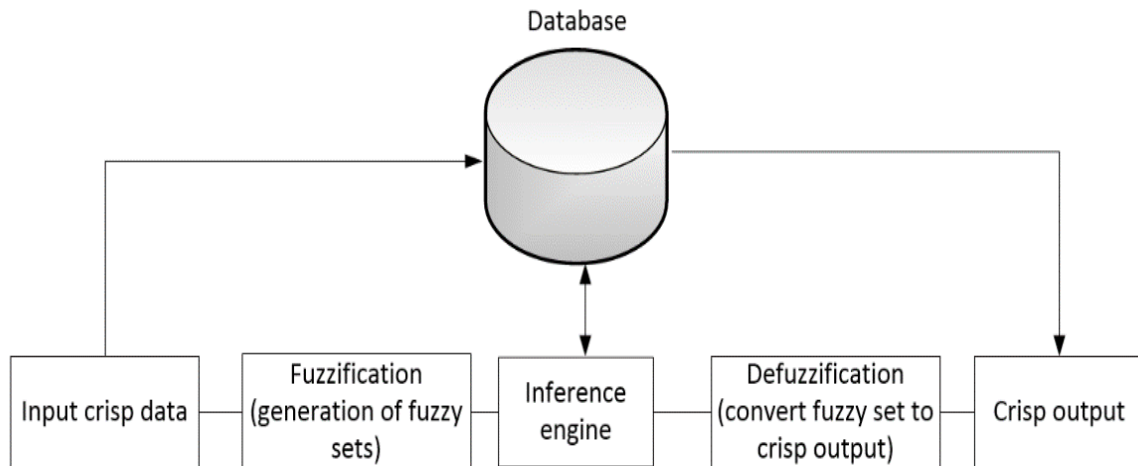 Database
Input crisp data
Fuzzification
(generation of fuzzy
sets)
Inference
engine
Defuzzification
(convert fuzzy set to
crisp output)
Crisp output